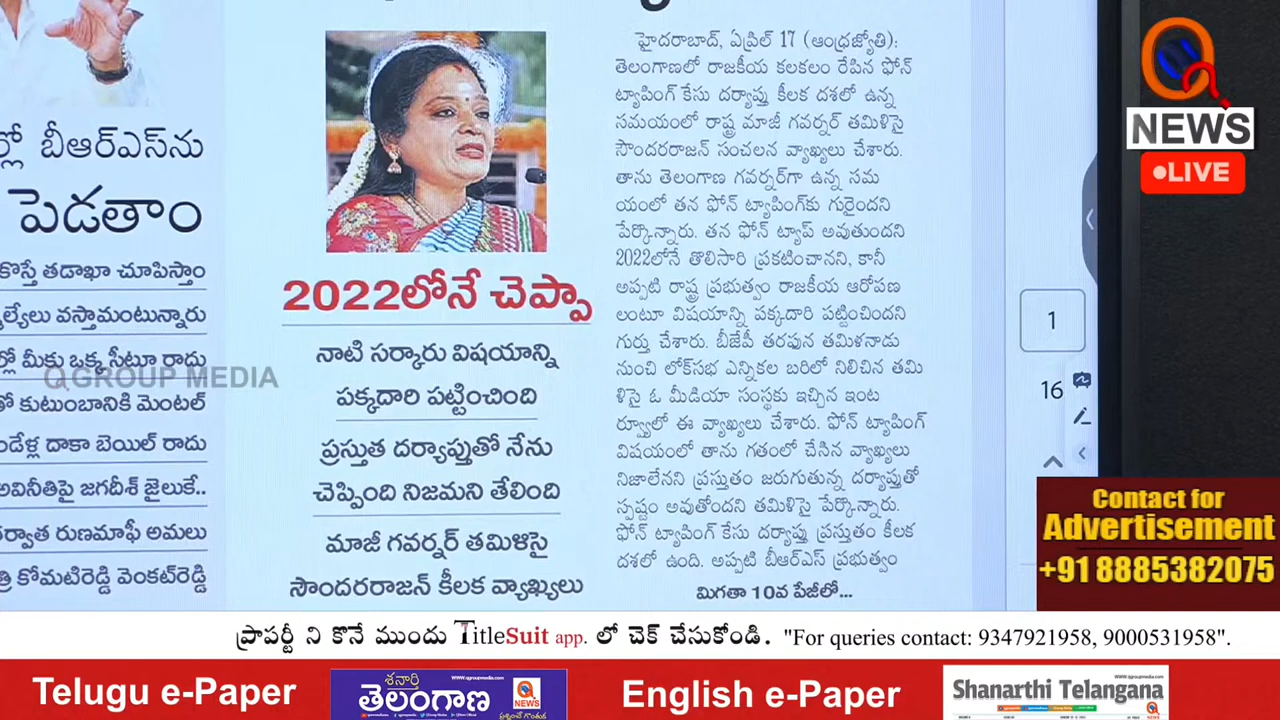 ర్లో బీఆర్ఎస్‌ను
పెడతాం
కొస్తే తడాఖా చూపిస్తాం
ల్యేలు వస్తామంటున్నారు
ల్లో మీకు ఒక్క సీటూ రాదు
తో కుటుంబానికి మెంటల్
డేళ్ల దాకా బెయిల్ రాదు
అవినీతిపై జగదీశ్ జైలుకే..
ర్వాత రుణమాఫీ అమలు
త్రి కోమటిరెడ్డి వెంకట్‌రెడ్డి
GROUP MEDIA
2022లోనే చెప్పా
నాటి సర్కారు విషయాన్ని
పక్కదారి పట్టించింది
ప్రస్తుత దర్యాప్తుతో నేను
చెప్పింది నిజమని తేలింది
మాజీ గవర్నర్ తమిళిసై
సౌందరరాజన్ కీలక వ్యాఖ్యలు
హైదరాబాద్, ఏప్రిల్ 17 (ఆంధ్రజ్యోతి):
తెలంగాణలో రాజకీయ కలకలం రేపిన ఫోన్
ట్యాపింగ్ కేసు దర్యాప్తు కీలక దశలో ఉన్న
సమయంలో రాష్ట్ర మాజీ గవర్నర్ తమిళిసై
సౌందరరాజన్ సంచలన వ్యాఖ్యలు చేశారు.
తాను తెలంగాణ గవర్నర్‌గా ఉన్న సమ
యంలో తన ఫోన్ ట్యాపింగ్‌కు గురైందని
పేర్కొన్నారు. తన ఫోన్ ట్యాప్ అవుతుందని
2022లోనే తొలిసారి ప్రకటించానని, కానీ
అప్పటి రాష్ట్ర ప్రభుత్వం రాజకీయ ఆరోపణ
లంటూ విషయాన్ని పక్కదారి పట్టించిందని
గుర్తు చేశారు. బీజేపీ తరఫున తమిళనాడు
నుంచి లోక్‌సభ ఎన్నికల బరిలో నిలిచిన తమి
ళిసై ఓ మీడియా సంస్థకు ఇచ్చిన ఇంట
ర్వ్యూలో ఈ వ్యాఖ్యలు చేశారు. ఫోన్ ట్యాపింగ్
విషయంలో తాను గతంలో చేసిన వ్యాఖ్యలు
నిజాలేనని ప్రస్తుతం జరుగుతున్న దర్యాప్తుతో
స్పష్టం అవుతోందని తమిళిసై పేర్కొన్నారు.
ఫోన్ ట్యాపింగ్ కేసు దర్యాప్తు ప్రస్తుతం కీలక
దశలో ఉంది. అప్పటి బీఆర్ఎస్ ప్రభుత్వం
మిగతా 10వ పేజీలో...
1
16
NEWS
LIVE
Contact for
Advertisement
+91 8885382075
ప్రాపర్టీ ని కొనే ముందు TitleSuit app. లో చెక్ చేసుకోండి. "For queries contact: 9347921958, 9000531958".
Telugu e-Paper
శనార్తి
తెలంగాణ
www.qgroupmedia.com
NEWS
English e-Paper
Shanarthi Telangana